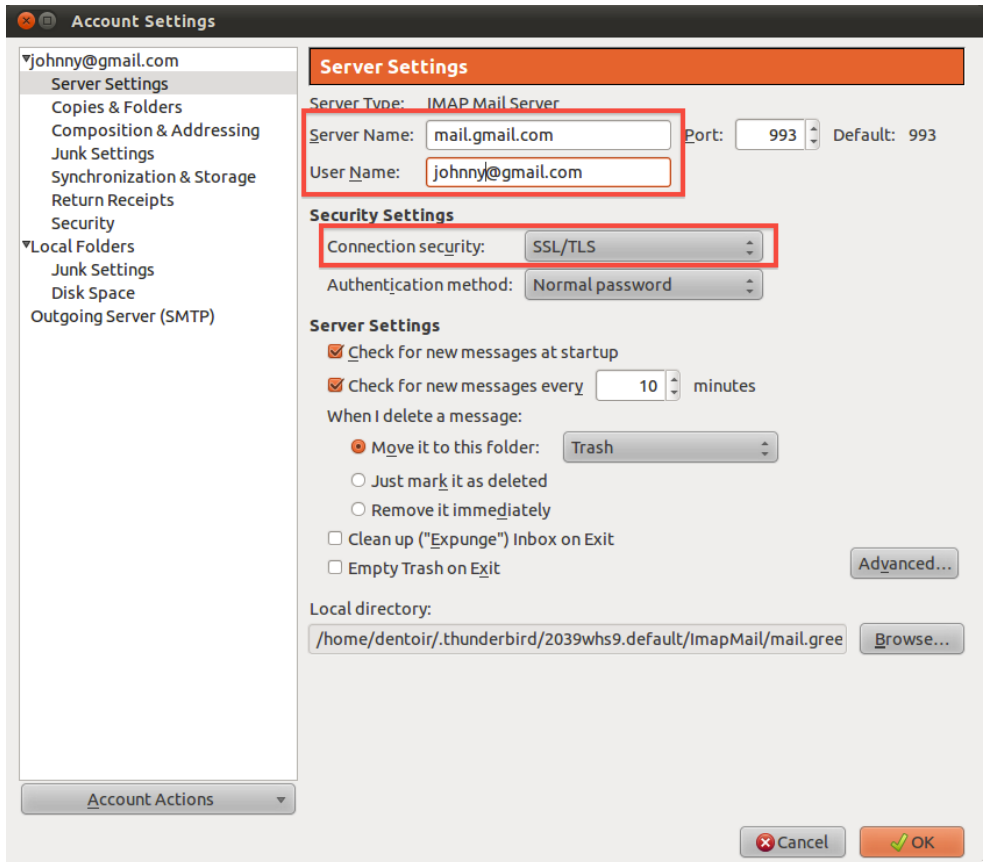 Account Settings
johnny@gmail.com
Server Settings
Copies & Folders
Composition & Addressing
Junk Settings
Synchronization & Storage
Return Receipts
Security
Local Folders
Junk Settings
Disk Space
Outgoing Server (SMTP)
Account Actions
Server Settings
Server Type: IMAP Mail Server
Server Name: mail.gmail.com Port: 993 Default: 993
User Name: johnny@gmail.com
Security Settings
Connection security: SSL/TLS
Authentication method: Normal password
Server Settings
Check for new messages at startup
Check for new messages every 10 minutes
When I delete a message:
Move it to this folder: Trash
Just mark it as deleted
Remove it immediately
Clean up ("Expunge") Inbox on Exit
Empty Trash on Exit
Advanced...
Local directory:
/home/dentoir/.thunderbird/2039whs9.default/ImapMail/mail.gree Browse...
Cancel OK